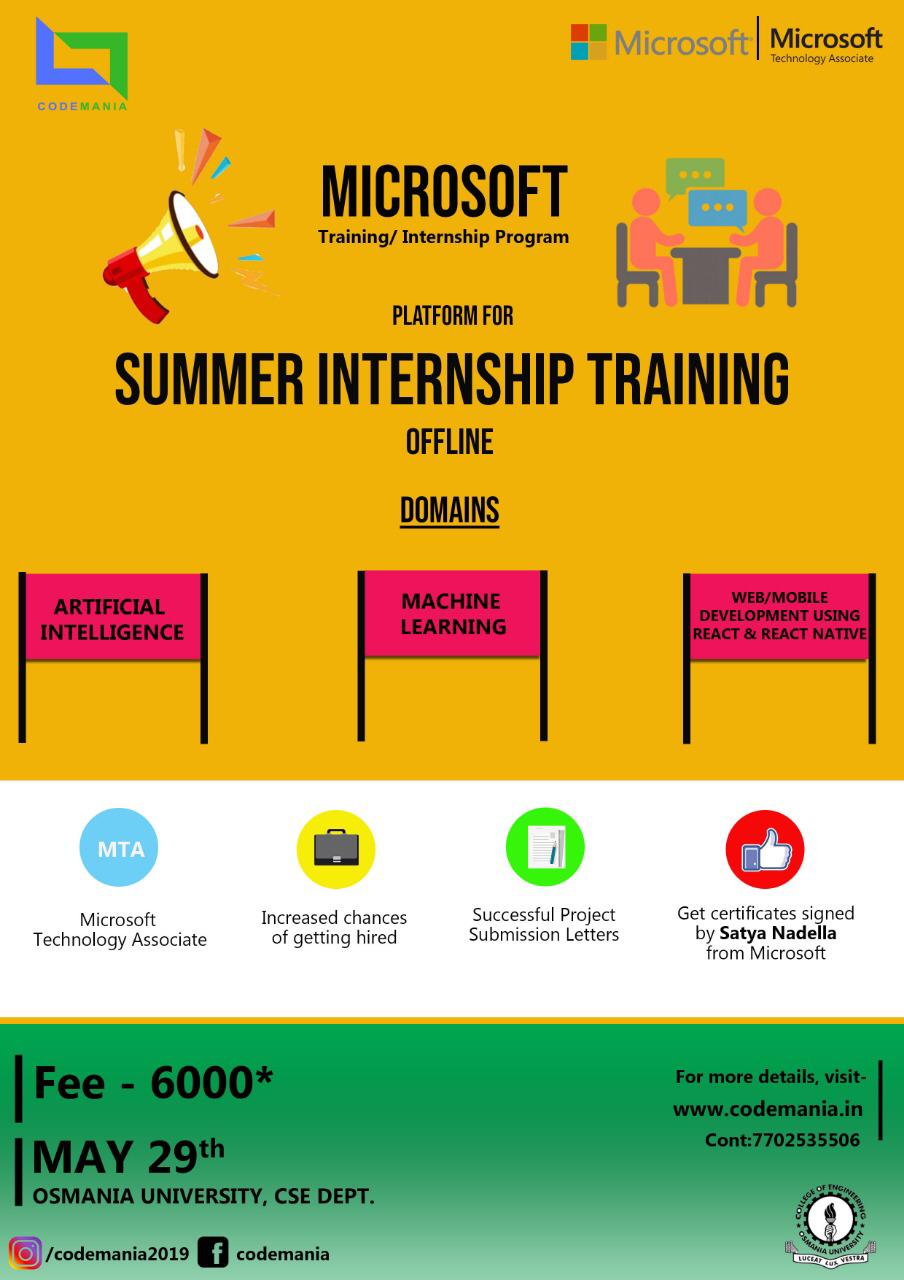 CODEMANIA
Microsoft
Microsoft
Technology Associate
MICROSOFT
Training/ Internship Program
PLATFORM FOR
SUMMER INTERNSHIP TRAINING
OFFLINE
DOMAINS
ARTIFICIAL
INTELLIGENCE
MACHINE
LEARNING
WEB/MOBILE
DEVELOPMENT USING
REACT & REACT NATIVE
MTA
Microsoft
Technology Associate
Increased chances
of getting hired
Successful Project
Submission Letters
Get certificates signed
by Satya Nadella
from Microsoft
Fee - 6000*
MAY 29th
OSMANIA UNIVERSITY, CSE DEPT.
/codemania2019
codemania
For more details, visit-
www.codemania.in
Cont:7702535506
COLLEGE OF ENGINEERING
OSMANIA UNIVERSITY
LUCEAT LUX VESTRA